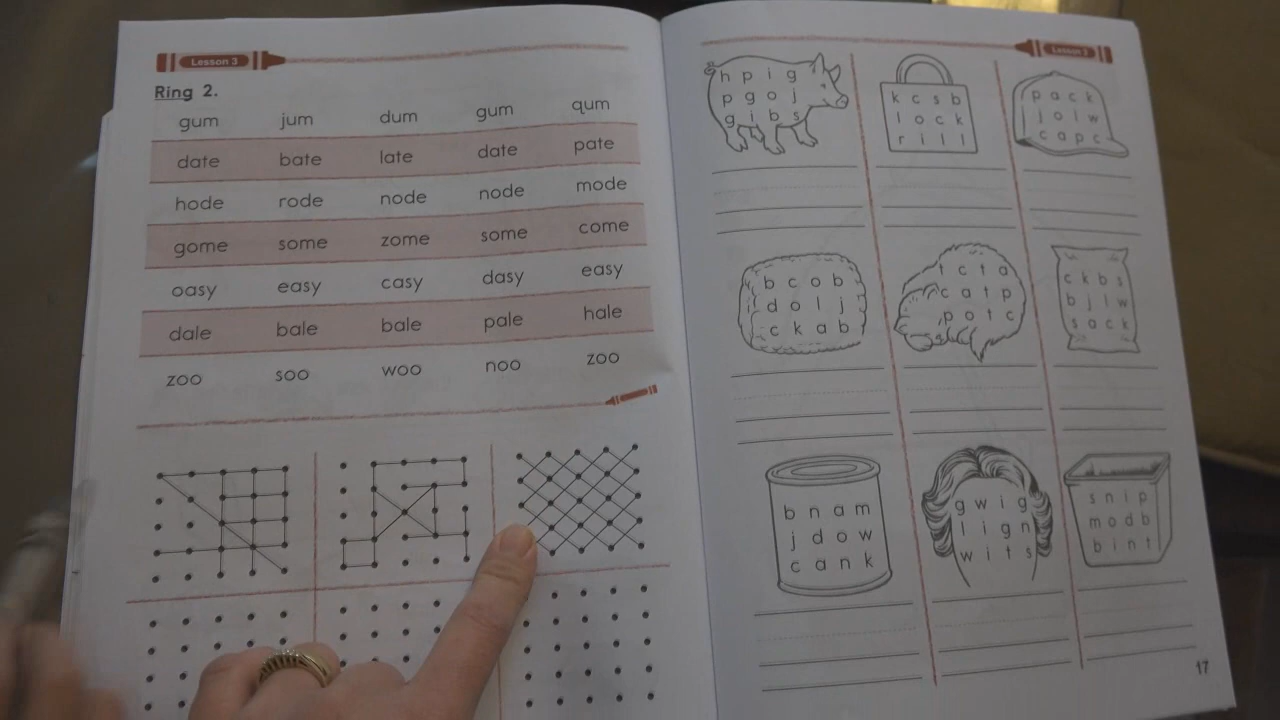 Lesson 3
Ring 2.
gum jum dum gum qum
date bate late date pate
hode rode node node mode
gome some zome some come
oasy easy casy dasy easy
dale bale bale pale hale
zoo soo woo noo zoo
Lesson 3
h p i g
p g o j
g i b s
k c s b
l o c k
r i l l
p a c k
j o l w
c a p c
b c o b
d o l j
c k a b
t c t a
c a t p
p o t c
c k b s
b j l w
s a c k
b n a m
j d o w
c a n k
g w i g
l i g n
w i t s
s n i p
m o d b
b i n t
17